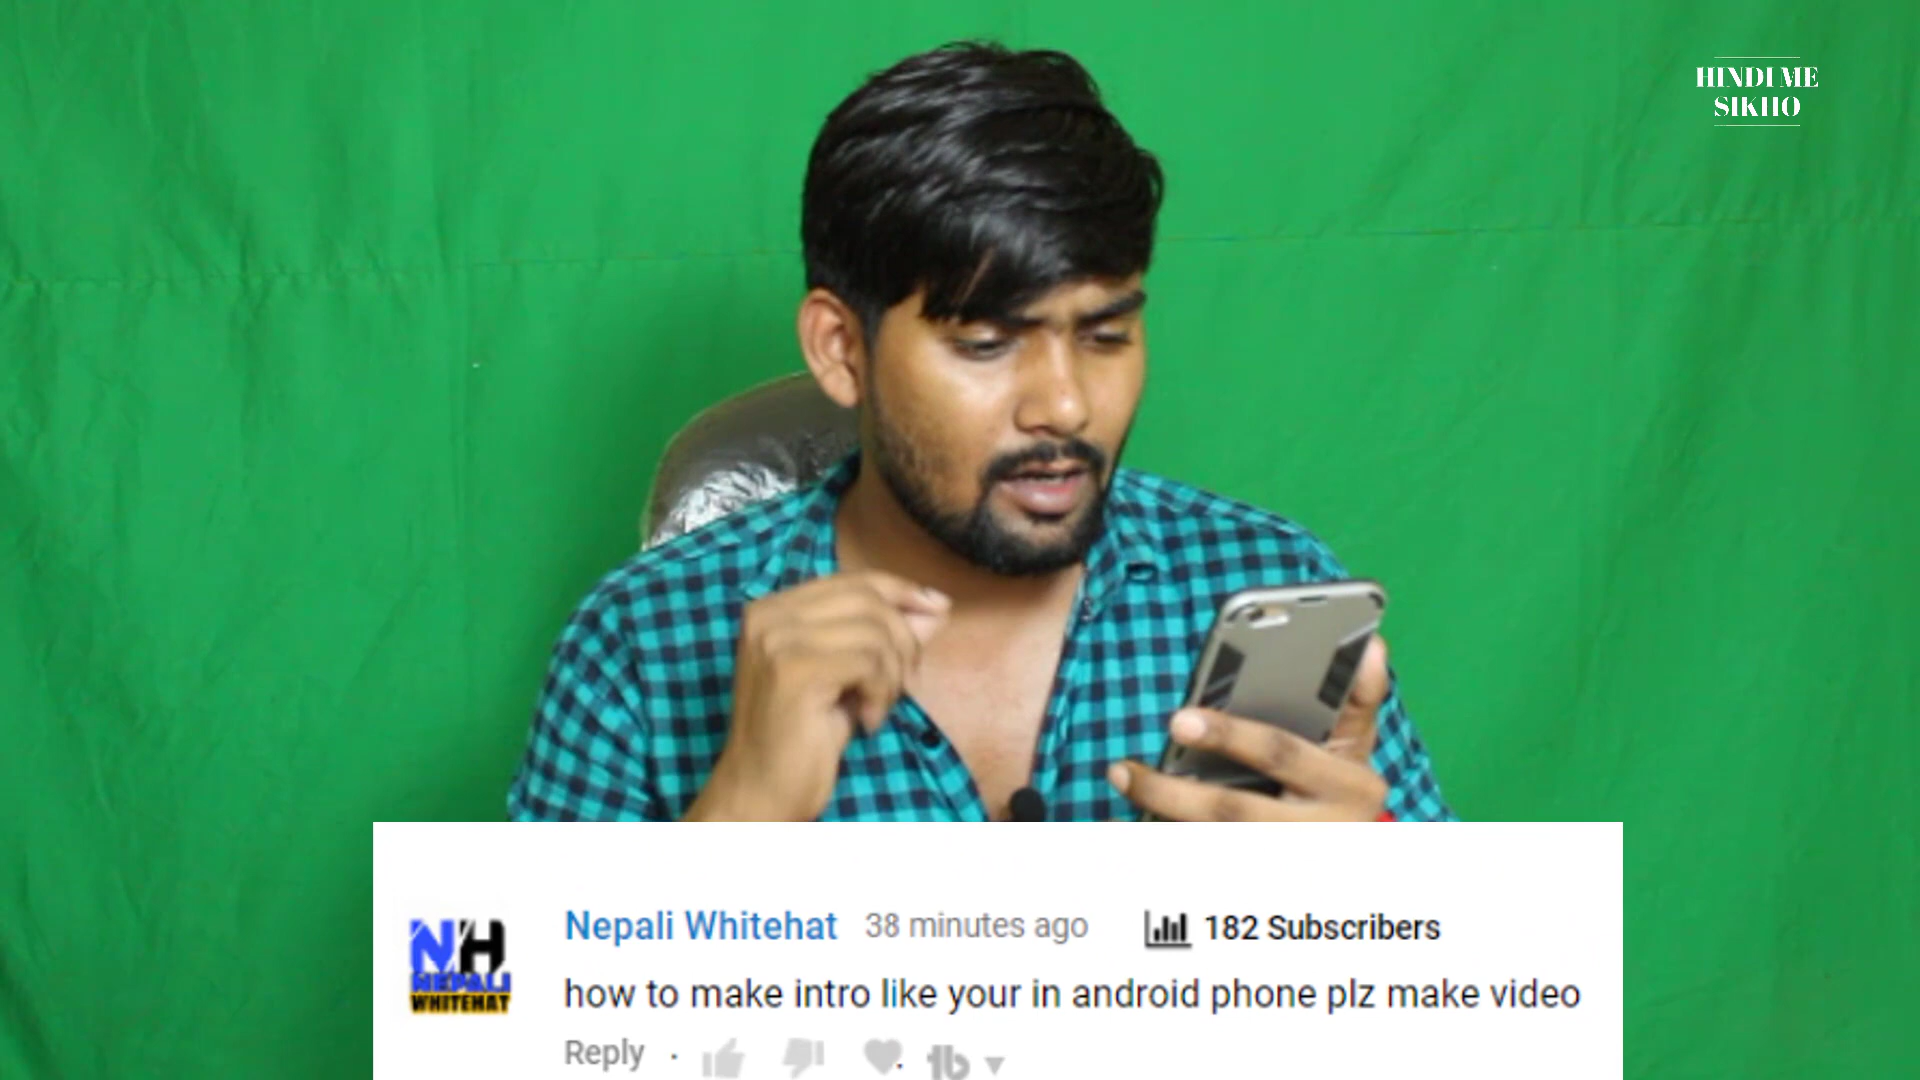 HINDI ME
SIKHO
Nepali Whitehat 38 minutes ago 182 Subscribers
NH
NEPALI
WHITEHAT
how to make intro like your in android phone plz make video
Reply